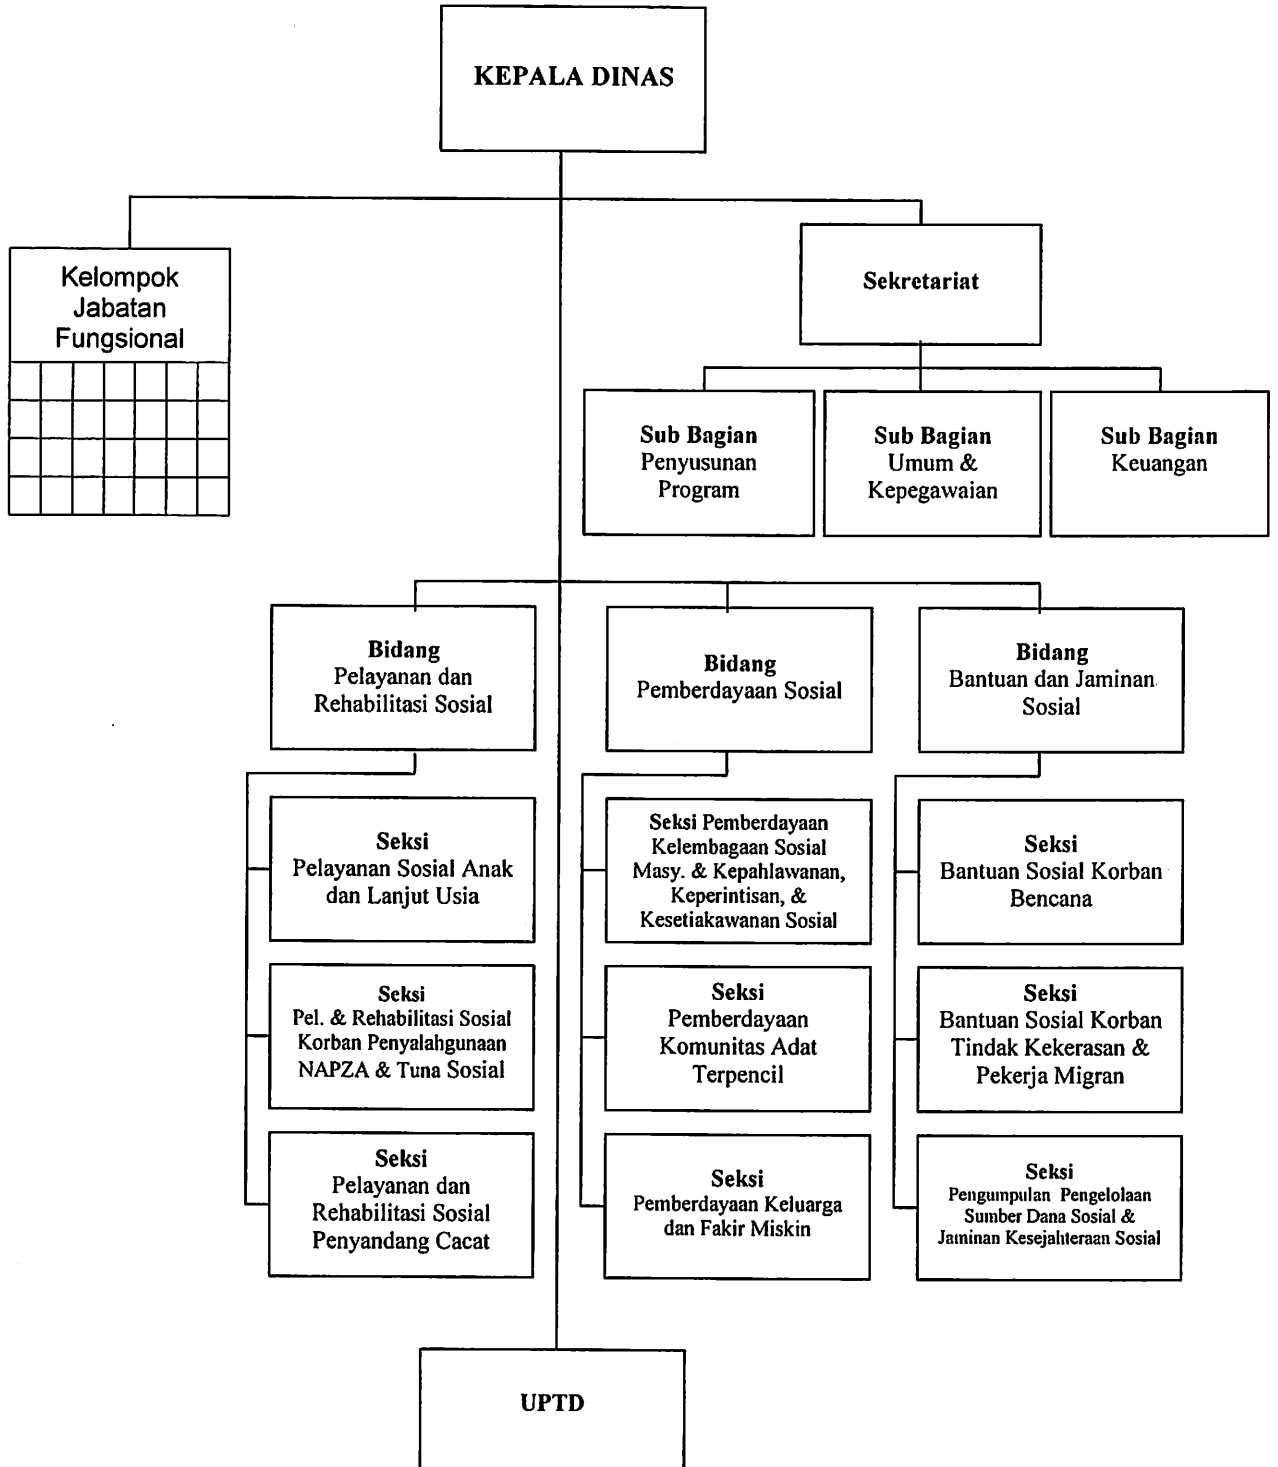 KEPALA DINAS
Kelompok
Jabatan
Fungsional
Sekretariat
Sub Bagian
Penyusunan
Program
Sub Bagian
Umum &
Kepegawaian
Sub Bagian
Keuangan
Bidang
Pelayanan dan
Rehabilitasi Sosial
Bidang
Pemberdayaan Sosial
Bidang
Bantuan dan Jaminan
Sosial
Seksi
Pelayanan Sosial Anak
dan Lanjut Usia
Seksi Pemberdayaan
Kelembagaan Sosial
Masy. & Kepahlawanan,
Keperintisan, &
Kesetiakawanan Sosial
Seksi
Bantuan Sosial Korban
Bencana
Seksi
Pel. & Rehabilitasi Sosial
Korban Penyalahgunaan
NAPZA & Tuna Sosial
Seksi
Pemberdayaan
Komunitas Adat
Terpencil
Seksi
Bantuan Sosial Korban
Tindak Kekerasan &
Pekerja Migran
Seksi
Pelayanan dan
Rehabilitasi Sosial
Penyandang Cacat
Seksi
Pemberdayaan Keluarga
dan Fakir Miskin
Seksi
Pengumpulan Pengelolaan
Sumber Dana Sosial &
Jaminan Kesejahteraan Sosial
UPTD